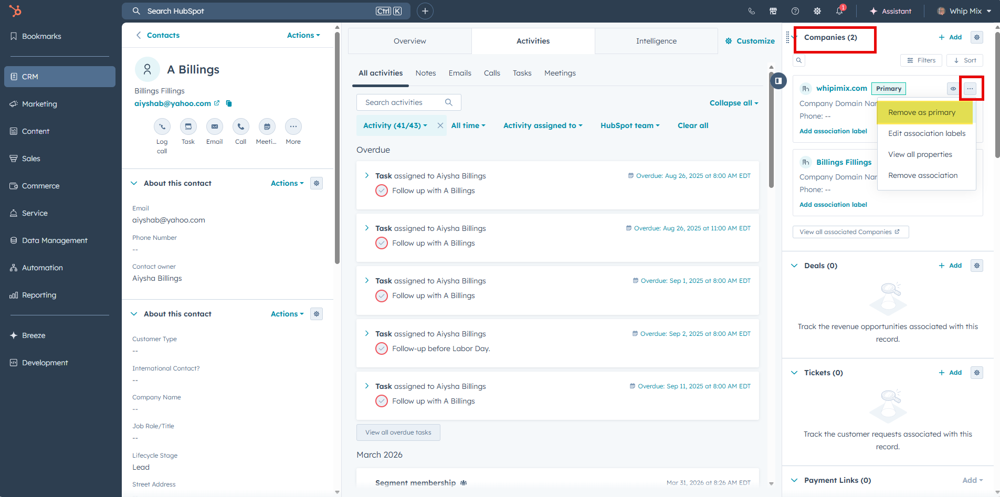 Search HubSpot
Ctrl K
1
Assistant
Whip Mix
Bookmarks
CRM
Marketing
Content
Sales
Commerce
Service
Data Management
Automation
Reporting
Breeze
Development
Contacts
Actions
A Billings
Billings Fillings
aiyshab@yahoo.com
Log call
Task
Email
Call
Meeti...
More
About this contact
Actions
Email
aiyshab@yahoo.com
Phone Number
--
Contact owner
Aiysha Billings
About this contact
Actions
Customer Type
--
International Contact?
--
Company Name
--
Job Role/Title
--
Lifecycle Stage
Lead
Street Address
Overview
Activities
Intelligence
Customize
All activities
Notes
Emails
Calls
Tasks
Meetings
Search activities
Collapse all
Activity (41/43)
All time
Activity assigned to
HubSpot team
Clear all
Overdue
Task assigned to Aiysha Billings
Overdue: Aug 26, 2025 at 8:00 AM EDT
Follow up with A Billings
Task assigned to Aiysha Billings
Overdue: Aug 26, 2025 at 11:00 AM EDT
Follow up with A Billings
Task assigned to Aiysha Billings
Overdue: Sep 1, 2025 at 8:00 AM EDT
Follow up with A Billings
Task assigned to Aiysha Billings
Overdue: Sep 2, 2025 at 8:00 AM EDT
Follow-up before Labor Day.
Task assigned to Aiysha Billings
Overdue: Sep 11, 2025 at 8:00 AM EDT
Follow up with A Billings
View all overdue tasks
March 2026
Segment membership
Mar 31, 2026 at 8:26 AM EDT
Companies (2)
+ Add
Filters
Sort
whipimix.com
Primary
Company Domain Nar
Phone: --
Add association label
Remove as primary
Edit association labels
View all properties
Remove association
Billings Fillings
Company Domain Nar
Phone: --
Add association label
View all associated Companies
Deals (0)
+ Add
Track the revenue opportunities associated with this
record.
Tickets (0)
+ Add
Track the customer requests associated with this
record.
Payment Links (0)
Add